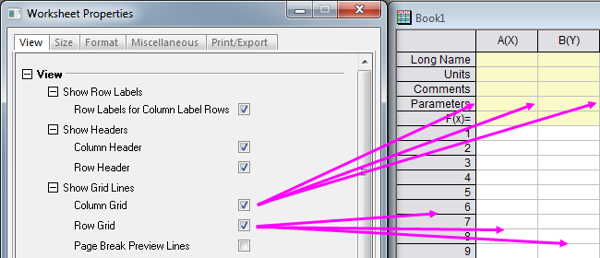 Worksheet Properties
View Size Format Miscellaneous Print/Export
View
Show Row Labels
Row Labels for Column Label Rows
Show Headers
Column Header
Row Header
Show Grid Lines
Column Grid
Row Grid
Page Break Preview Lines
Book1
A(X) B(Y)
Long Name
Units
Comments
Parameters
F(x)=
1
2
3
4
5
6
7
8
9